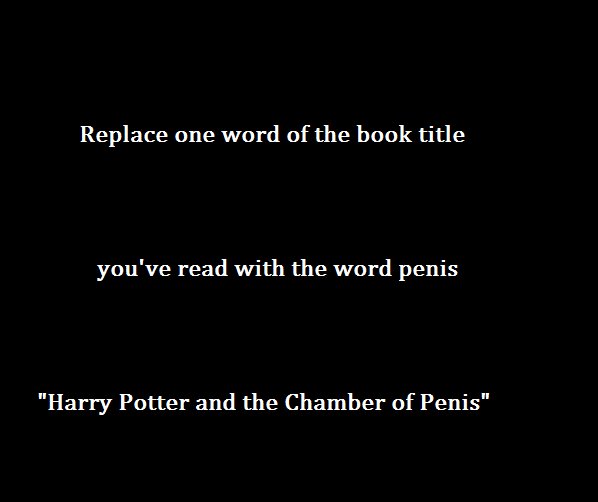 Replace one word of the book title
you've read with the word penis
"Harry Potter and the Chamber of Penis"